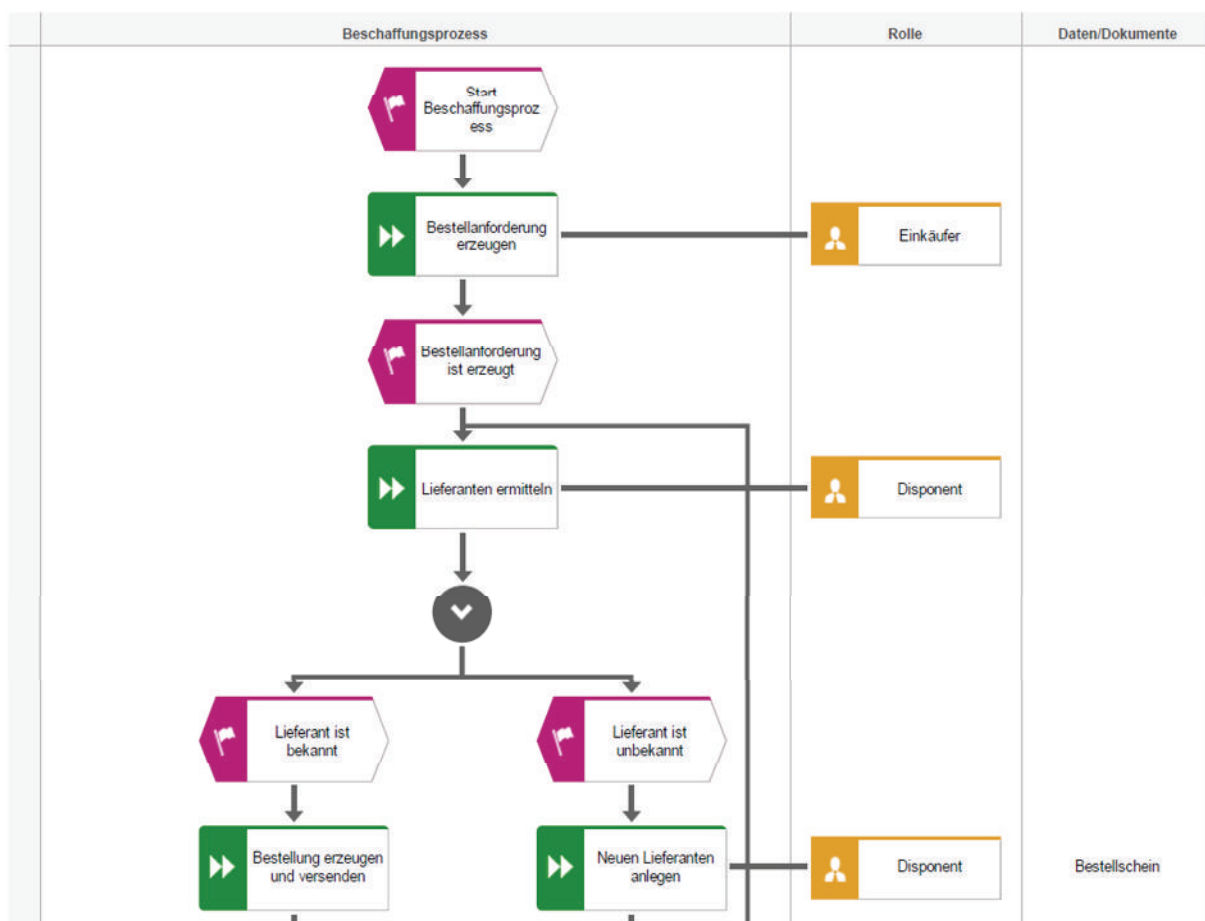 Beschaffungsprozess
Rolle
Daten/Dokumente
Start
Beschaffungsproz
ess
Bestellanforderung
erzeugen
Einkäufer
Bestellanforderung
ist erzeugt
Lieferanten ermitteln
Disponent
Lieferant ist
bekannt
Lieferant ist
unbekannt
Bestellung erzeugen
und versenden
Neuen Lieferanten
anlegen
Disponent
Bestellschein